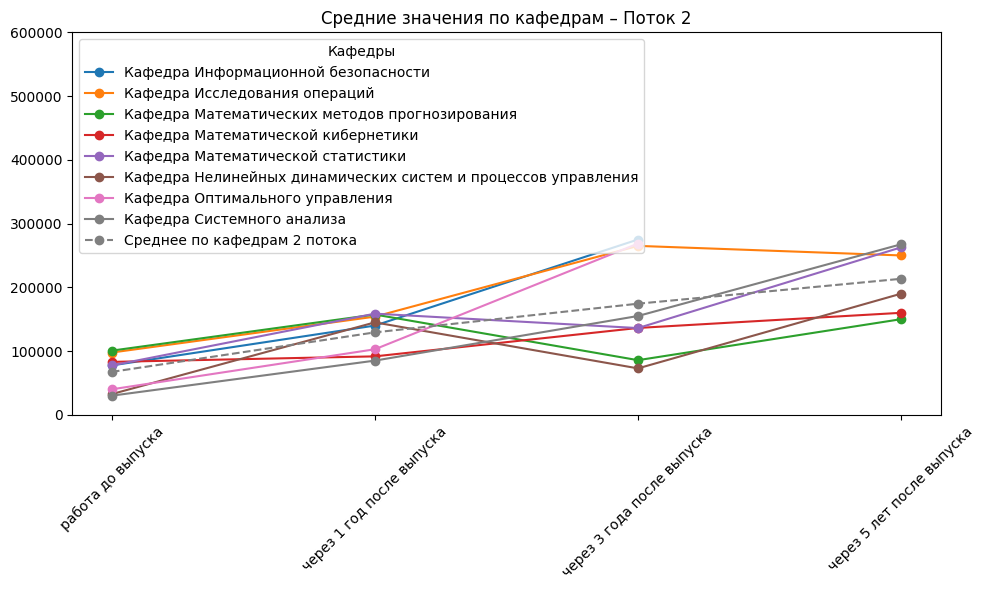 Средние значения по кафедрам – Поток 2
Кафедры
Кафедра Информационной безопасности
Кафедра Исследования операций
Кафедра Математических методов прогнозирования
Кафедра Математической кибернетики
Кафедра Математической статистики
Кафедра Нелинейных динамических систем и процессов управления
Кафедра Оптимального управления
Кафедра Системного анализа
Среднее по кафедрам 2 потока
600000
500000
400000
300000
200000
100000
0
работа до выпуска
через 1 год после выпуска
через 3 года после выпуска
через 5 лет после выпуска